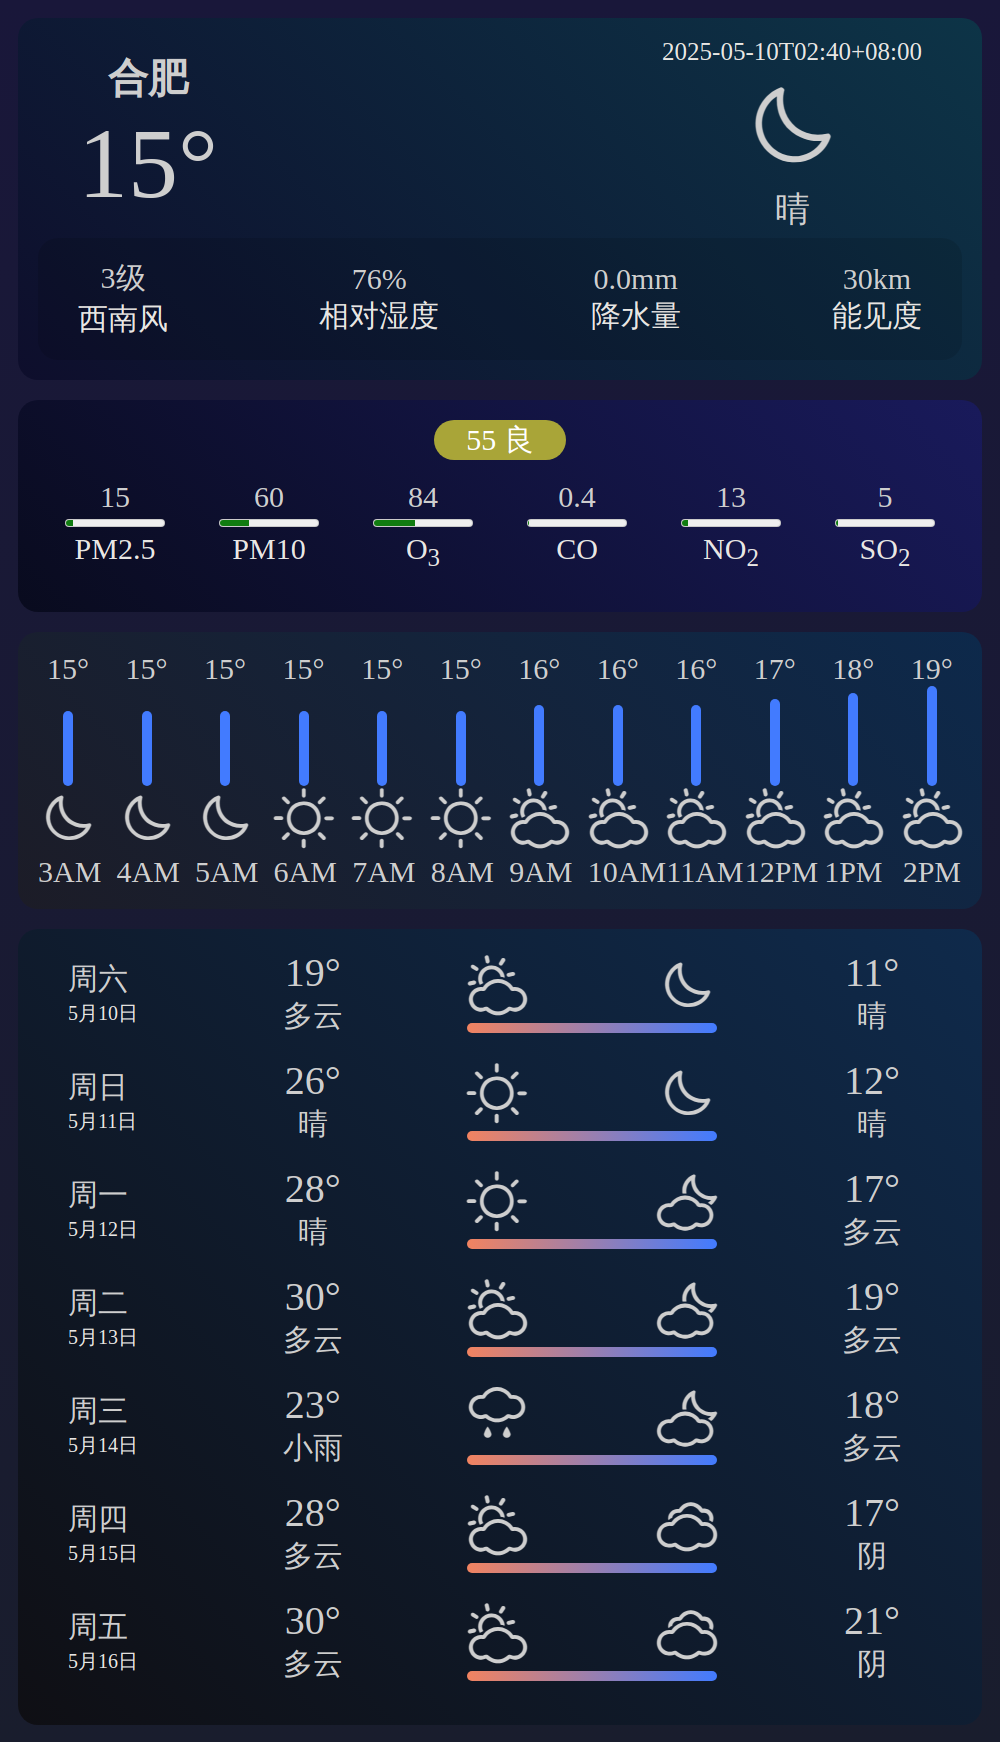 合肥
15°
2025-05-10T02:40+08:00
晴
3级 76% 0.0mm 30km
西南风 相对湿度 降水量 能见度
55 良
15 60 84 0.4 13 5
PM2.5 PM10 O3 CO NO2 SO2
15° 15° 15° 15° 15° 15° 16° 16° 16° 17° 18° 19°
3AM 4AM 5AM 6AM 7AM 8AM 9AM 10AM 11AM 12PM 1PM 2PM
周六 19° 11°
5月10日 多云 晴
周日 26° 12°
5月11日 晴 晴
周一 28° 17°
5月12日 晴 多云
周二 30° 19°
5月13日 多云 多云
周三 23° 18°
5月14日 小雨 多云
周四 28° 17°
5月15日 多云 阴
周五 30° 21°
5月16日 多云 阴